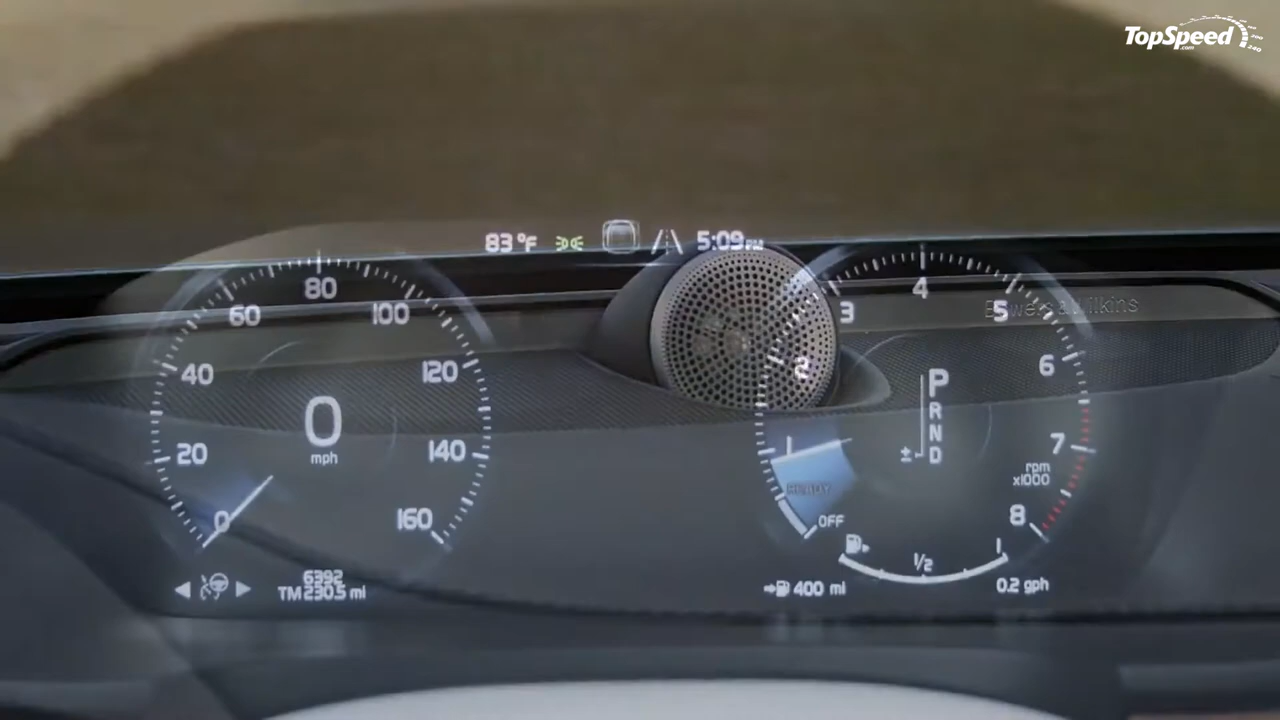 TopSpeed
.com
83 °F
5:09 PM
80
60
100
40
120
20
140
0
160
0
mph
6392
TM 230.5 mi
4
3
5
2
6
1
7
8
OFF
rpm
x1000
P
R
N
D
±
1/2
1
400 mi
0.2 gph